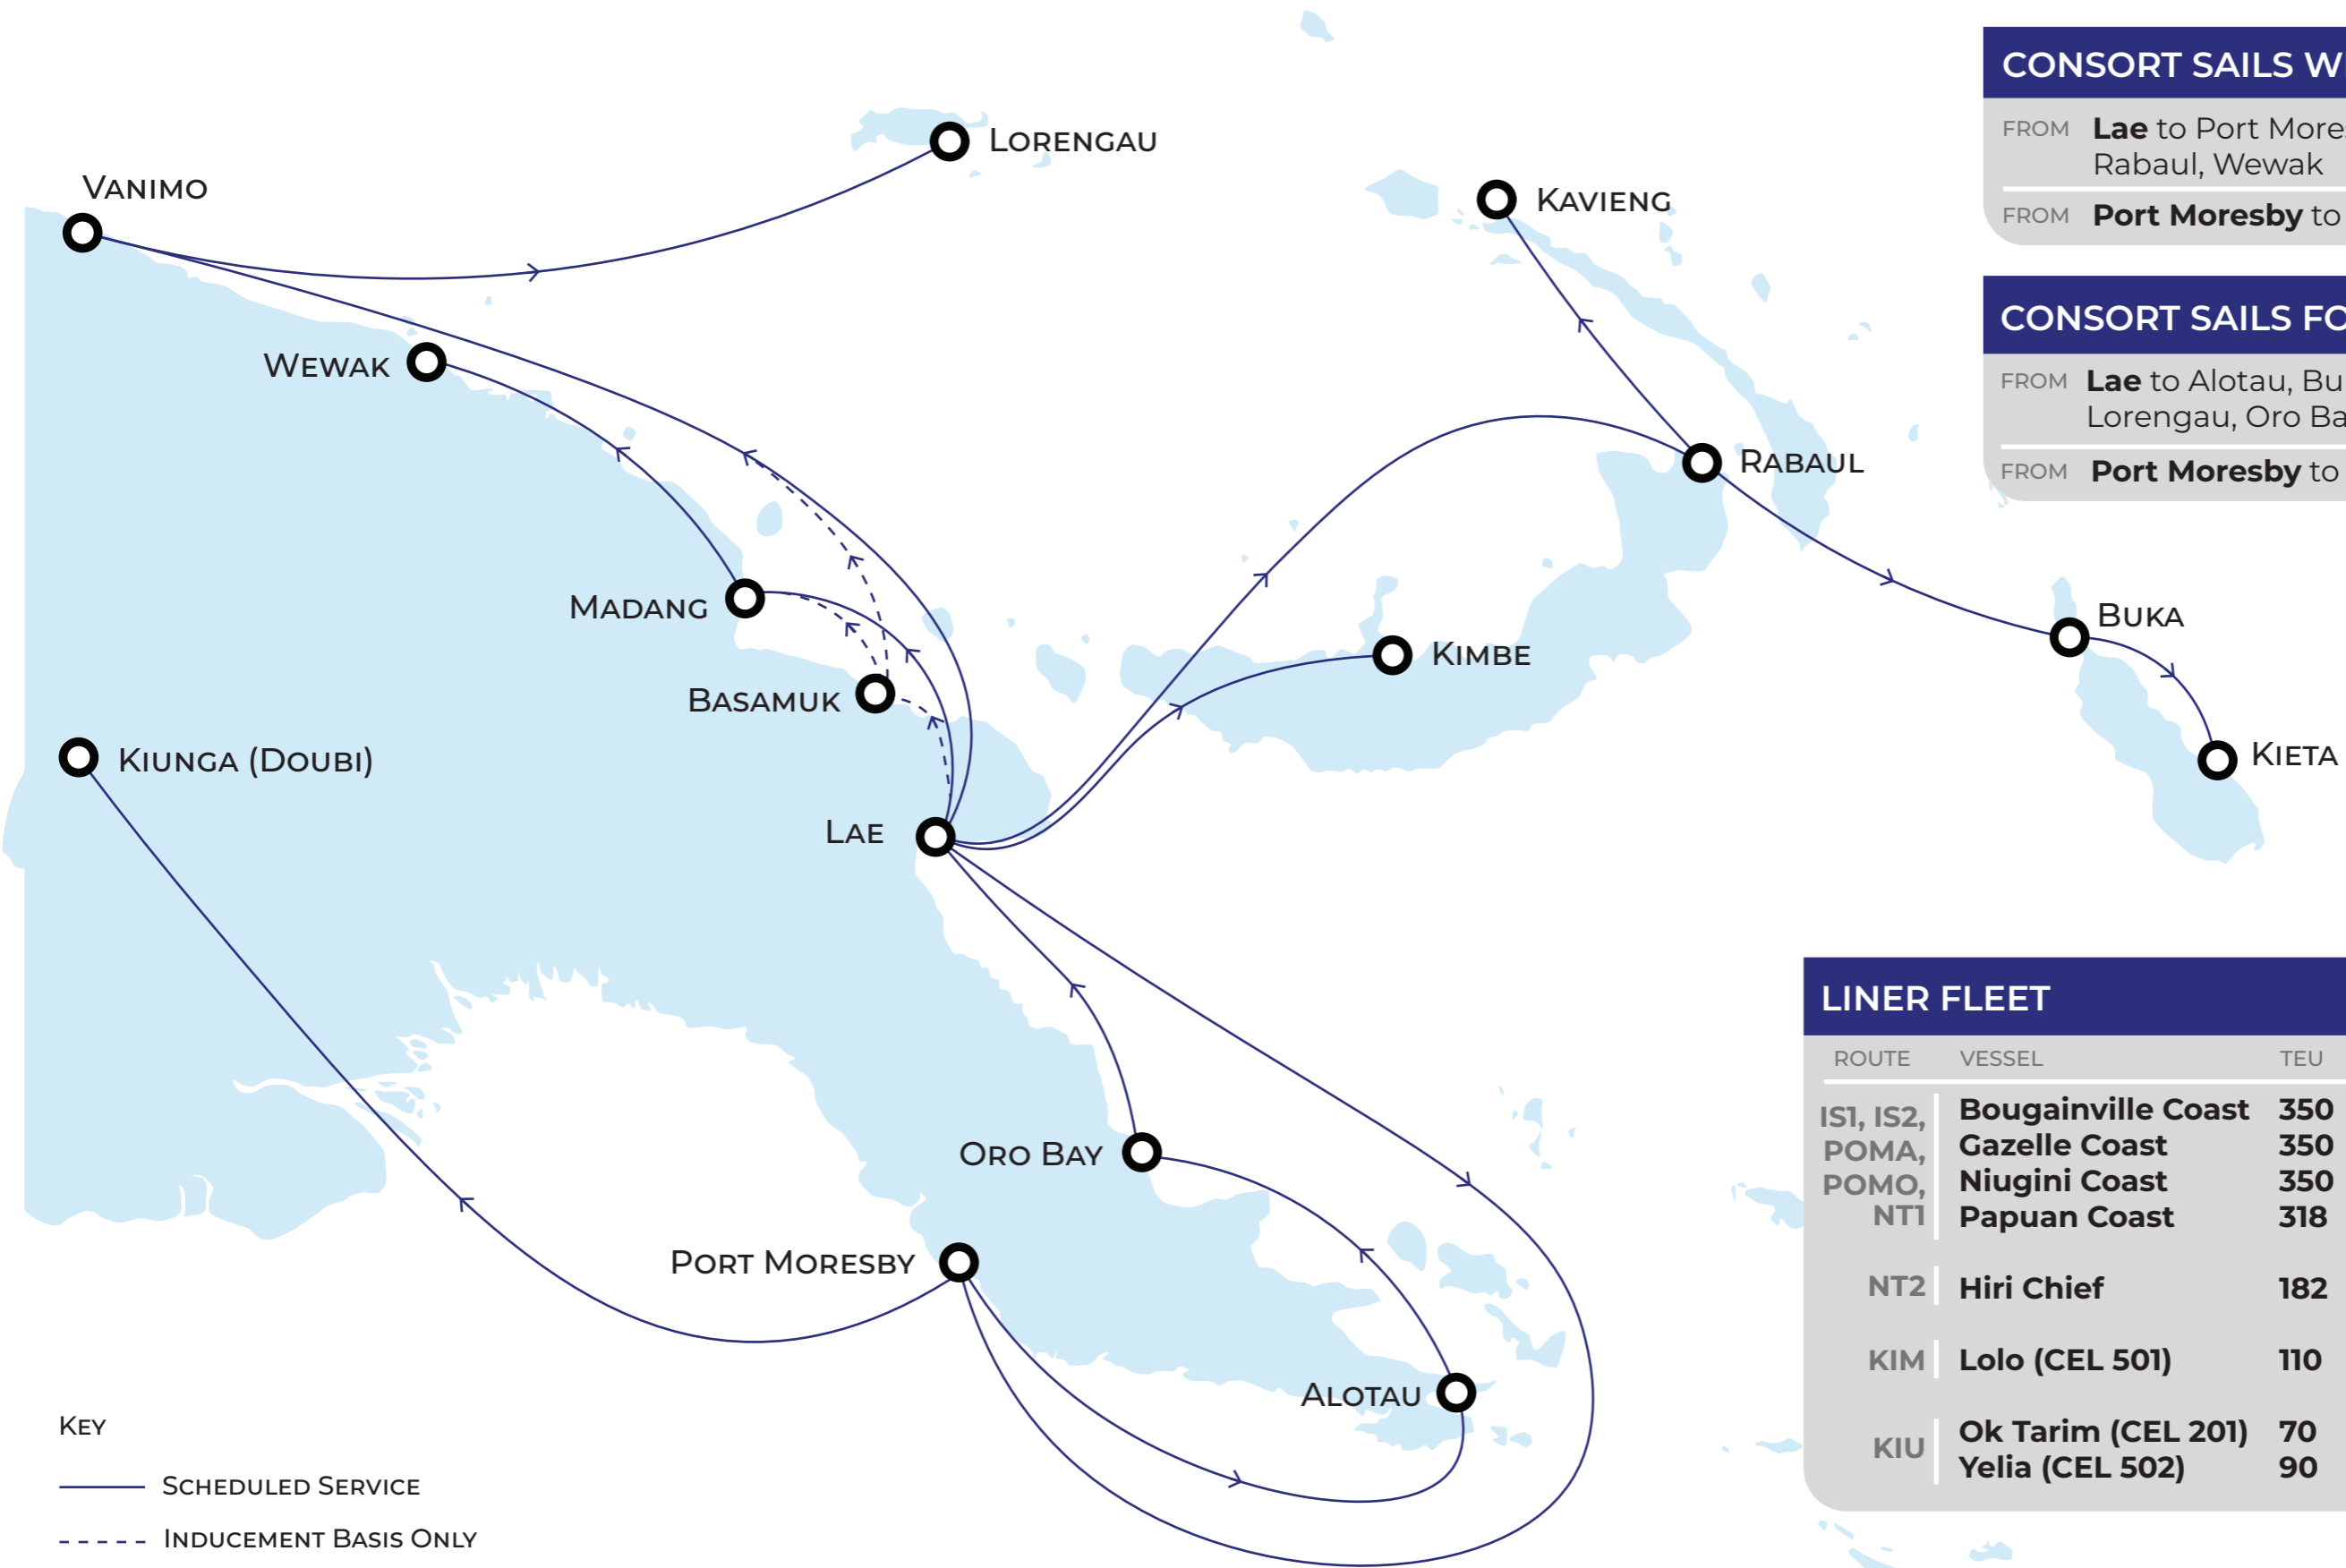 CONSORT SAILS W
FROM Lae to Port More
Rabaul, Wewak
FROM Port Moresby to
CONSORT SAILS FO
FROM Lae to Alotau, Bu
Lorengau, Oro Ba
FROM Port Moresby to
Lorengau
Vanimo
Kavieng
Wewak
Rabaul
Madang
Buka
Kimbe
Basamuk
Kiunga (Doubi)
Kieta
Lae
Oro Bay
Port Moresby
Alotau
LINER FLEET
ROUTE VESSEL TEU
IS1, IS2, Bougainville Coast 350
POMA, Gazelle Coast 350
POMO, Niugini Coast 350
NT1 Papuan Coast 318
NT2 Hiri Chief 182
KIM Lolo (CEL 501) 110
KIU Ok Tarim (CEL 201) 70
Yelia (CEL 502) 90
Key
Scheduled Service
Inducement Basis Only